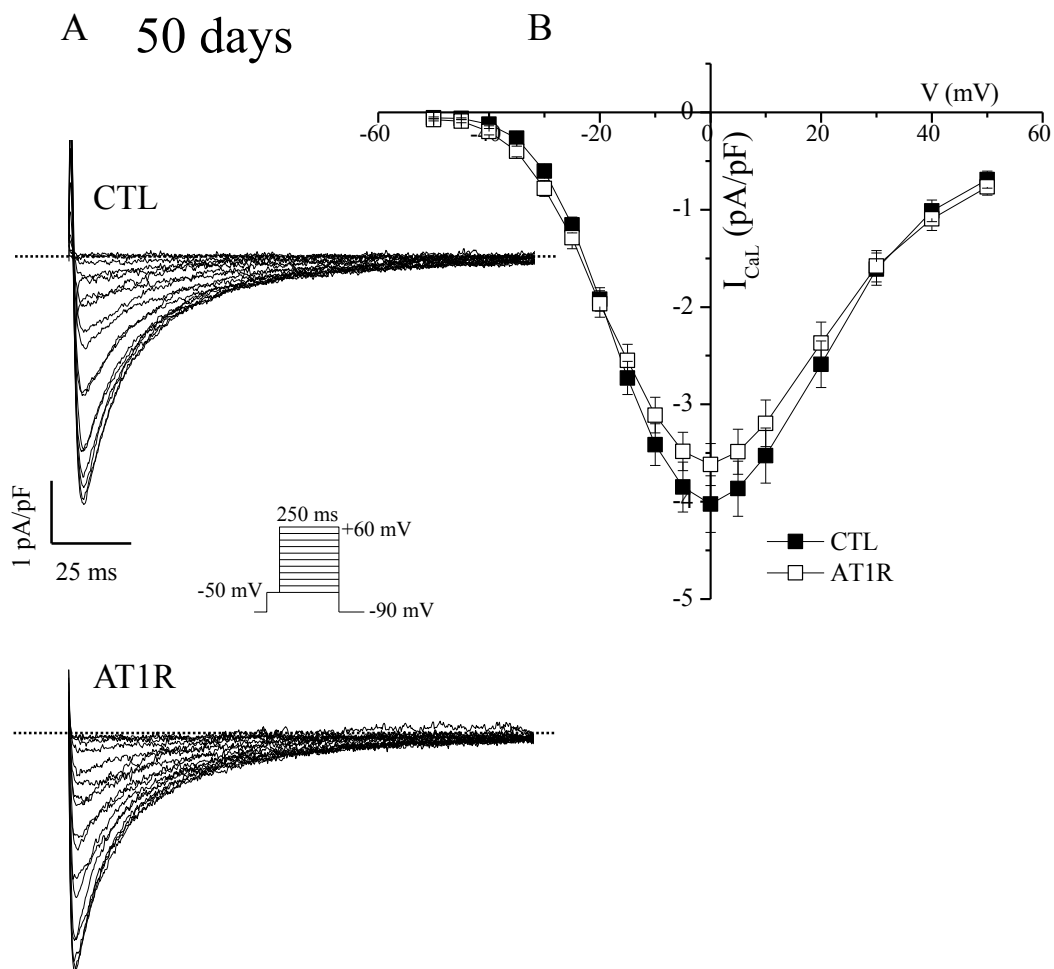 A
50 days
B
V (mV)
0
-60
-40
-20
0
20
40
60
-1
-2
-3
-4
-5
I_CaL (pA/pF)
CTL
1 pA/pF
25 ms
250 ms
+60 mV
-50 mV
-90 mV
CTL
AT1R
AT1R